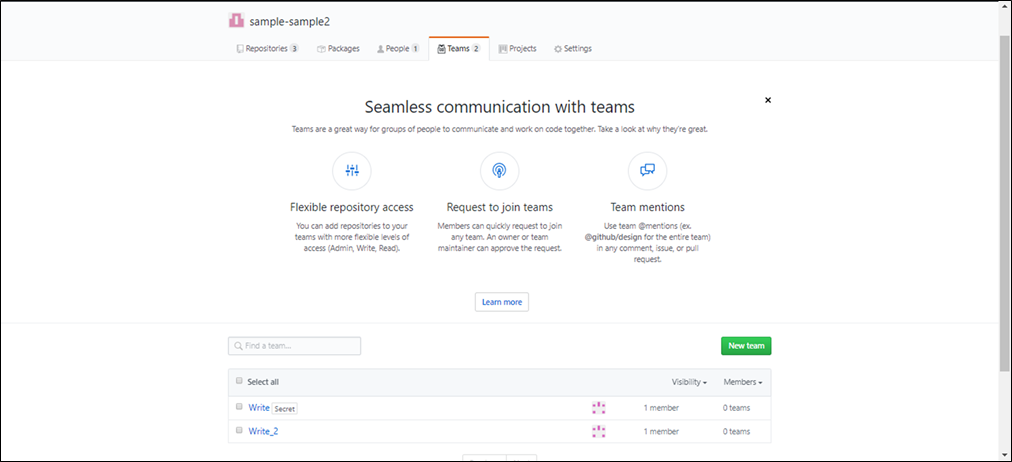 sample-sample2
Repositories 3 Packages People 1 Teams 2 Projects Settings
Seamless communication with teams
Teams are a great way for groups of people to communicate and work on code together. Take a look at why they're great.
Flexible repository access
You can add repositories to your
teams with more flexible levels of
access (Admin, Write, Read).
Request to join teams
Members can quickly request to join
any team. An owner or team
maintainer can approve the request.
Team mentions
Use team @mentions (ex.
@github/design for the entire team)
in any comment, issue, or pull
request.
Learn more
Find a team...
New team
Select all Visibility Members
Write Secret 1 member 0 teams
Write_2 1 member 0 teams